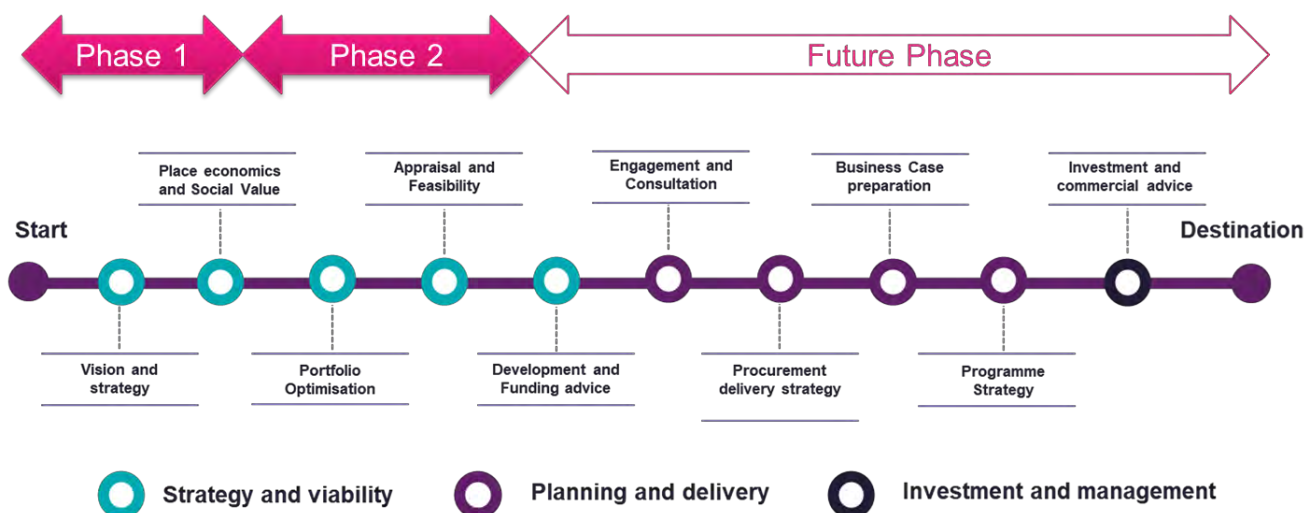 Phase 1
Phase 2
Future Phase
Place economics
and Social Value
Appraisal and
Feasibility
Engagement and
Consultation
Business Case
preparation
Investment and
commercial advice
Start
Destination
Vision and
strategy
Portfolio
Optimisation
Development and
Funding advice
Procurement
delivery strategy
Programme
Strategy
Strategy and viability
Planning and delivery
Investment and management